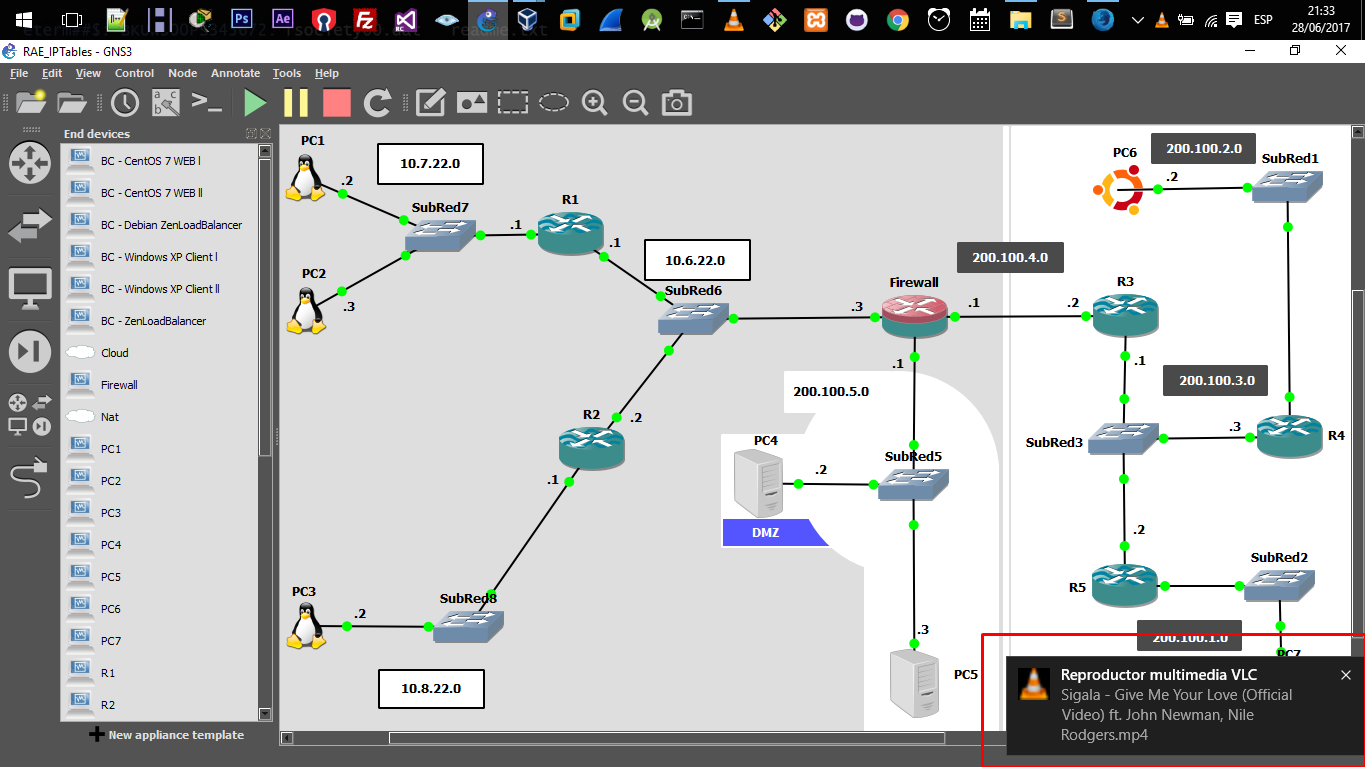 ESP
21:33
28/06/2017
RAE_IPTables - GNS3
File Edit View Control Node Annotate Tools Help
End devices
BC - CentOS 7 WEB I
BC - CentOS 7 WEB II
BC - Debian ZenLoadBalancer
BC - Windows XP Client I
BC - Windows XP Client II
BC - ZenLoadBalancer
Cloud
Firewall
Nat
PC1
PC2
PC3
PC4
PC5
PC6
PC7
R1
R2
New appliance template
PC1
.2
10.7.22.0
SubRed7
R1
.1
.1
PC2
.3
10.6.22.0
SubRed6
.3
Firewall
.1
200.100.4.0
.2
R3
PC6
.2
200.100.2.0
SubRed1
.1
.1
200.100.5.0
200.100.3.0
R2
.2
.1
PC4
.2
DMZ
SubRed5
SubRed3
.3
R4
.2
R5
SubRed2
200.100.1.0
PC7
PC3
.2
SubRed8
10.8.22.0
.3
PC5
Reproductor multimedia VLC
Sigala - Give Me Your Love (Official
Video) ft. John Newman, Nile
Rodgers.mp4